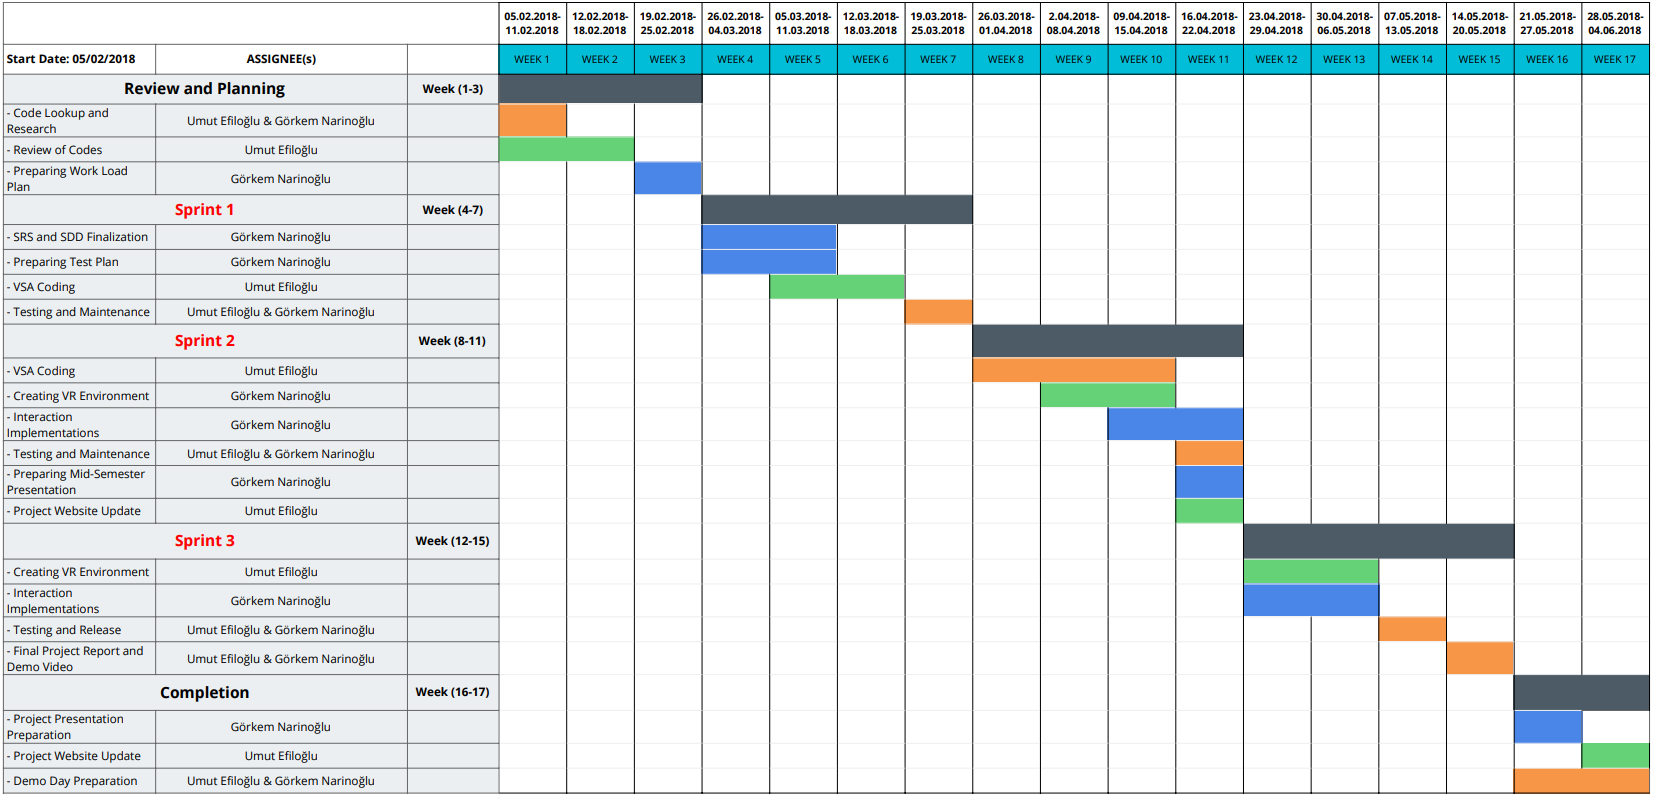 05.02.2018- 12.02.2018- 19.02.2018- 26.02.2018- 05.03.2018- 12.03.2018- 19.03.2018- 26.03.2018- 2.04.2018- 09.04.2018- 16.04.2018- 23.04.2018- 30.04.2018- 07.05.2018- 14.05.2018- 21.05.2018- 28.05.2018-
11.02.2018 18.02.2018 25.02.2018 04.03.2018 11.03.2018 18.03.2018 25.03.2018 01.04.2018 08.04.2018 15.04.2018 22.04.2018 29.04.2018 06.05.2018 13.05.2018 20.05.2018 27.05.2018 04.06.2018
Start Date: 05/02/2018 ASSIGNEE(s) WEEK 1 WEEK 2 WEEK 3 WEEK 4 WEEK 5 WEEK 6 WEEK 7 WEEK 8 WEEK 9 WEEK 10 WEEK 11 WEEK 12 WEEK 13 WEEK 14 WEEK 15 WEEK 16 WEEK 17
Review and Planning Week (1-3)
- Code Lookup and
Research
Umut Efiloğlu & Görkem Narinoğlu
- Review of Codes Umut Efiloğlu
- Preparing Work Load
Plan
Görkem Narinoğlu
Sprint 1 Week (4-7)
- SRS and SDD Finalization Görkem Narinoğlu
- Preparing Test Plan Görkem Narinoğlu
- VSA Coding Umut Efiloğlu
- Testing and Maintenance Umut Efiloğlu & Görkem Narinoğlu
Sprint 2 Week (8-11)
- VSA Coding Umut Efiloğlu
- Creating VR Environment Görkem Narinoğlu
- Interaction
Implementations
Görkem Narinoğlu
- Testing and Maintenance Umut Efiloğlu & Görkem Narinoğlu
- Preparing Mid-Semester
Presentation
Görkem Narinoğlu
- Project Website Update Umut Efiloğlu
Sprint 3 Week (12-15)
- Creating VR Environment Umut Efiloğlu
- Interaction
Implementations
Görkem Narinoğlu
- Testing and Release Umut Efiloğlu & Görkem Narinoğlu
- Final Project Report and
Demo Video
Umut Efiloğlu & Görkem Narinoğlu
Completion Week (16-17)
- Project Presentation
Preparation
Görkem Narinoğlu
- Project Website Update Umut Efiloğlu
- Demo Day Preparation Umut Efiloğlu & Görkem Narinoğlu